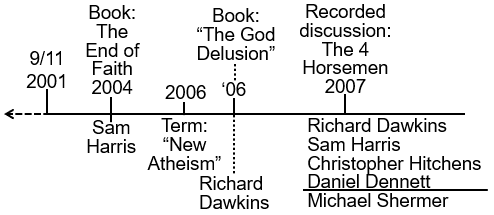 9/11
2001
Book:
The
End of
Faith
2004
Sam
Harris
2006
Term:
“New
Atheism”
Book:
“The God
Delusion”
‘06
Richard
Dawkins
Recorded
discussion:
The 4
Horsemen
2007
Richard Dawkins
Sam Harris
Christopher Hitchens
Daniel Dennett
Michael Shermer